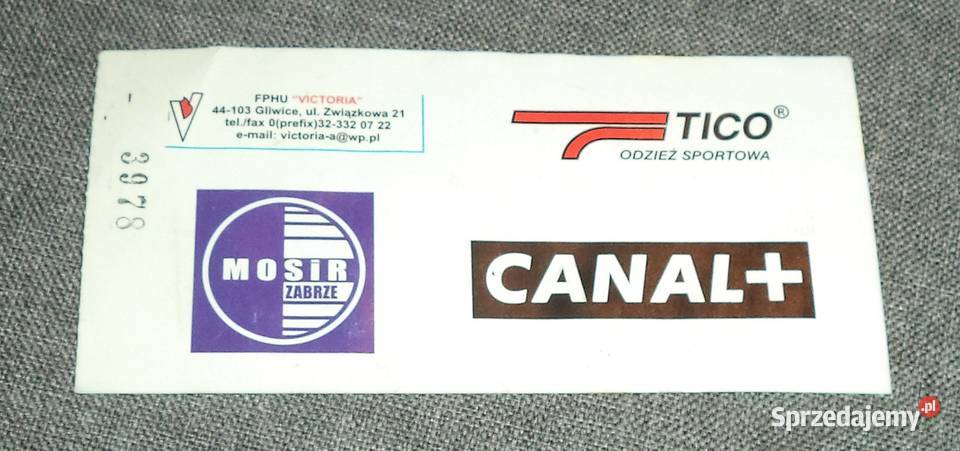 FPHU "VICTORIA"
44-103 Gliwice, ul. Związkowa 21
tel./fax 0(prefix)32-332 07 22
e-mail: victoria-a@wp.pl
TICO®
ODZIEŻ SPORTOWA
3978
MOSiR
ZABRZE
CANAL+
Sprzedajemy.pl